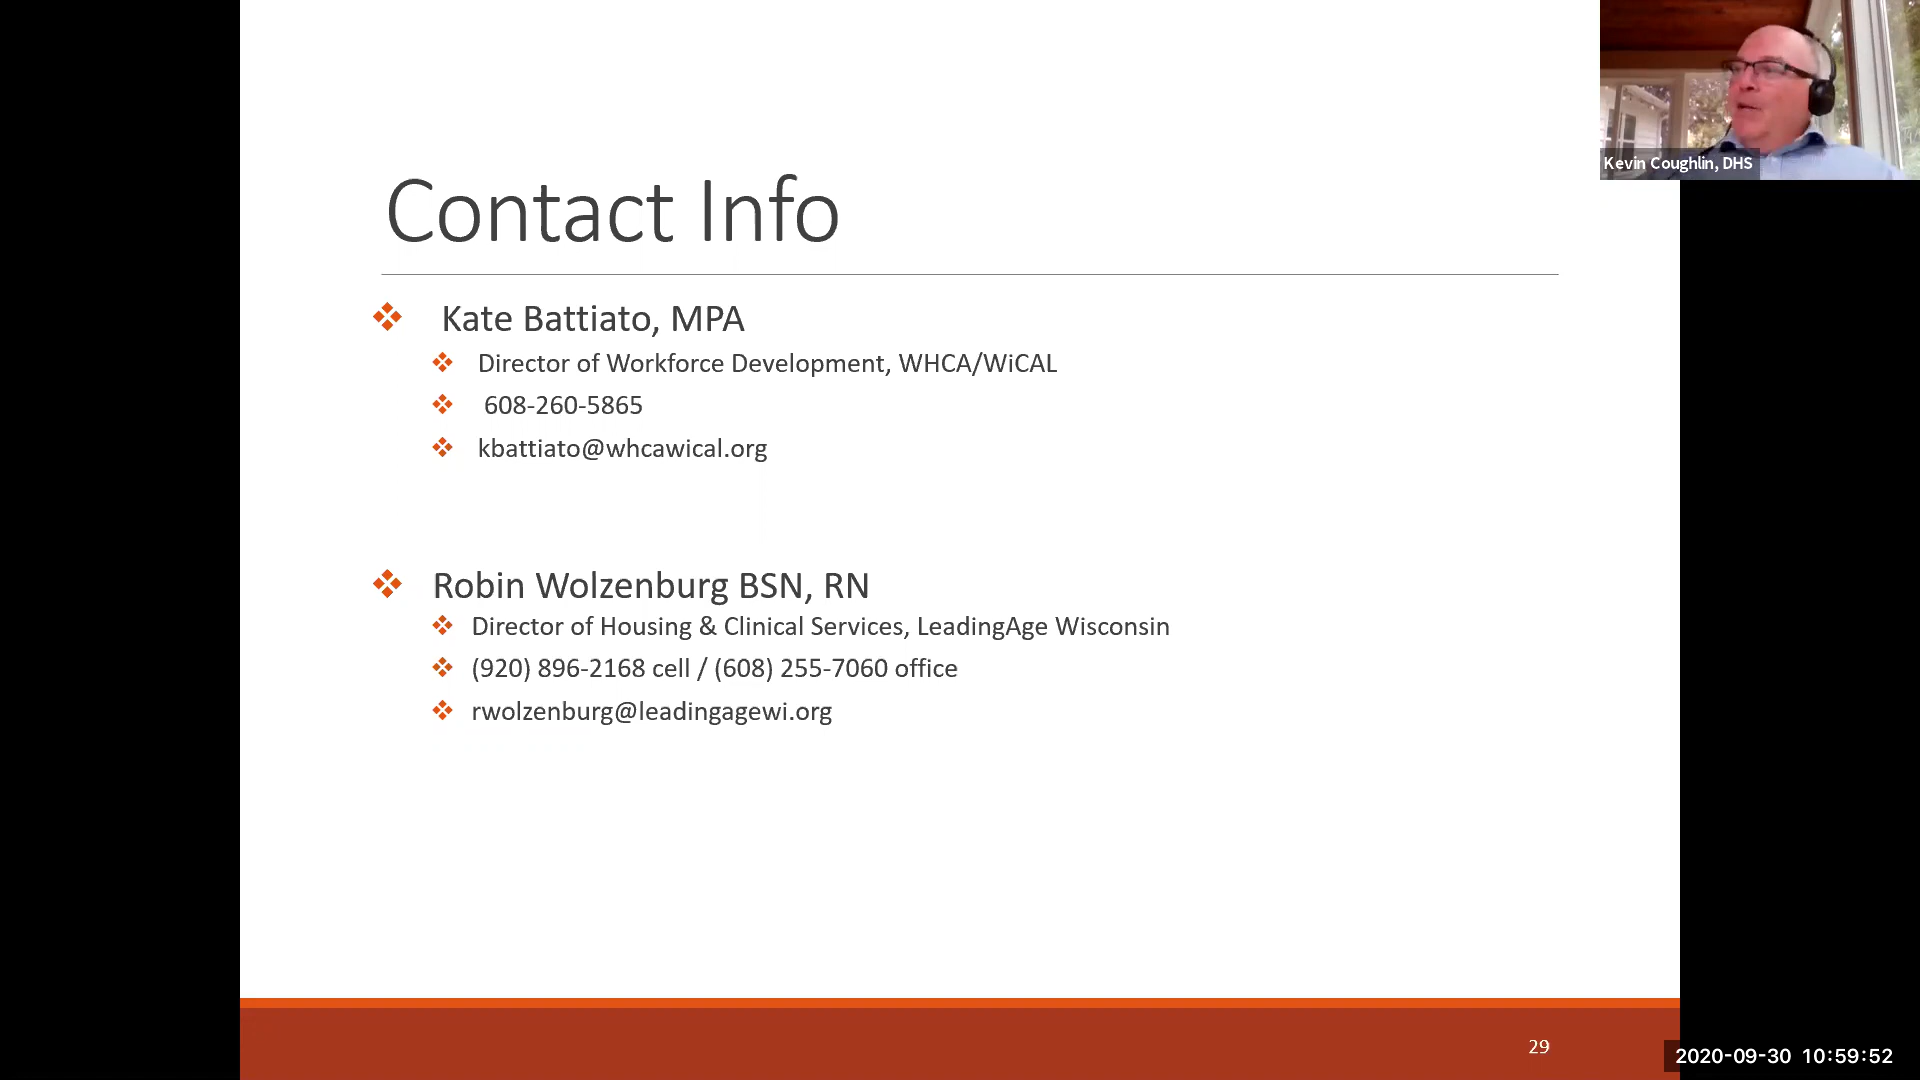 Kevin Coughlin, DHS
Contact Info
Kate Battiato, MPA
Director of Workforce Development, WHCA/WiCAL
608-260-5865
kbattiato@whcawical.org
Robin Wolzenburg BSN, RN
Director of Housing & Clinical Services, LeadingAge Wisconsin
(920) 896-2168 cell / (608) 255-7060 office
rwolzenburg@leadingagewi.org
29
2020-09-30 10:59:52